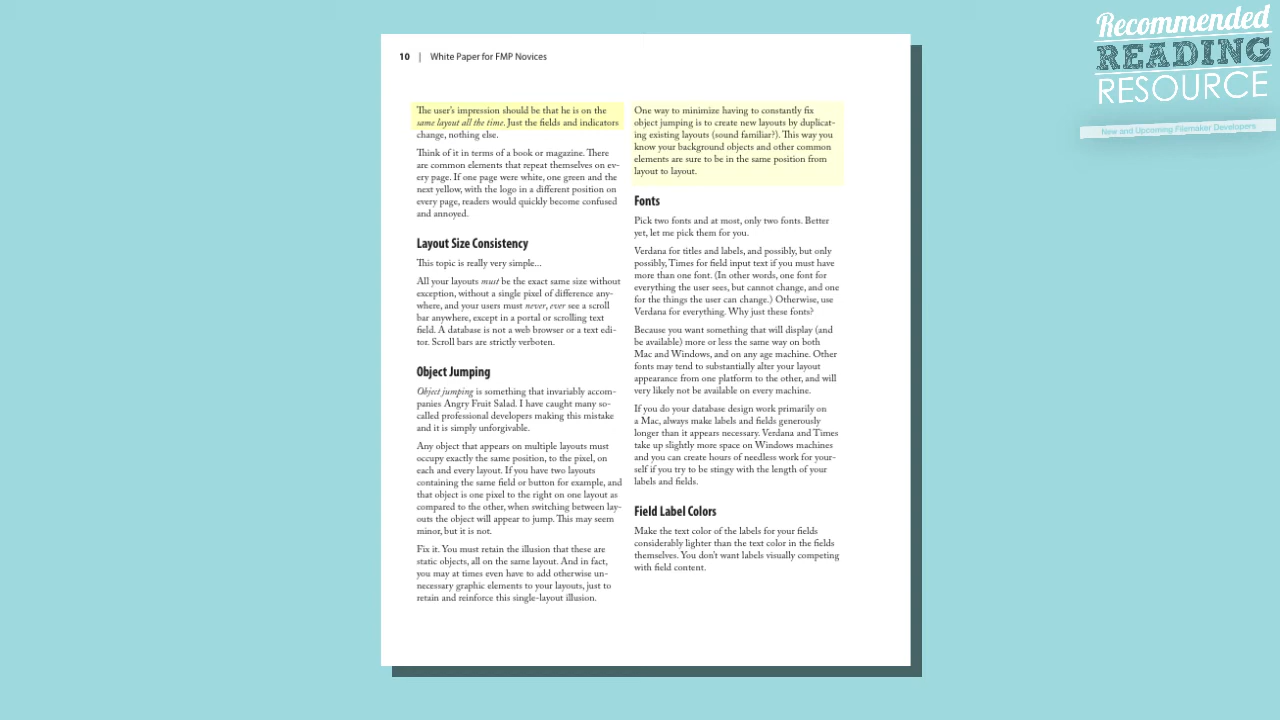 10 | White Paper for FMP Novices
The user's impression should be that he is on the
same layout all the time. Just the fields and indicators
change, nothing else.
Think of it in terms of a book or magazine. There
are common elements that repeat themselves on ev-
ery page. If one page were white, one green and the
next yellow, with the logo in a different position on
every page, readers would quickly become confused
and annoyed.
Layout Size Consistency
This topic is really very simple...
All your layouts must be the exact same size without
exception, without a single pixel of difference any-
where, and your users must never, ever see a scroll
bar anywhere, except in a portal or scrolling text
field. A database is not a web browser or a text edi-
tor. Scroll bars are strictly verboten.
Object Jumping
Object jumping is something that invariably accom-
panies Angry Fruit Salad. I have caught many so-
called professional developers making this mistake
and it is simply unforgivable.
Any object that appears on multiple layouts must
occupy exactly the same position, to the pixel, on
each and every layout. If you have two layouts
containing the same field or button for example, and
that object is one pixel to the right on one layout as
compared to the other, when switching between lay-
outs the object will appear to jump. This may seem
minor, but it is not.
Fix it. You must retain the illusion that these are
static objects, all on the same layout. And in fact,
you may at times even have to add otherwise un-
necessary graphic elements to your layouts, just to
retain and reinforce this single-layout illusion.
One way to minimize having to constantly fix
object jumping is to create new layouts by duplicat-
ing existing layouts (sound familiar?). This way you
know your background objects and other common
elements are sure to be in the same position from
layout to layout.
Fonts
Pick two fonts and at most, only two fonts. Better
yet, let me pick them for you.
Verdana for titles and labels, and possibly, but only
possibly, Times for field input text if you must have
more than one font. (In other words, one font for
everything the user sees, but cannot change, and one
for the things the user can change.) Otherwise, use
Verdana for everything. Why just these fonts?
Because you want something that will display (and
be available) more or less the same way on both
Mac and Windows, and on any age machine. Other
fonts may tend to substantially alter your layout
appearance from one platform to the other, and will
very likely not be available on every machine.
If you do your database design work primarily on
a Mac, always make labels and fields generously
longer than it appears necessary. Verdana and Times
take up slightly more space on Windows machines
and you can create hours of needless work for your-
self if you try to be stingy with the length of your
labels and fields.
Field Label Colors
Make the text color of the labels for your fields
considerably lighter than the text color in the fields
themselves. You don't want labels visually competing
with field content.
Recommended
READING
RESOURCE
New and Upcoming Filemaker Developers